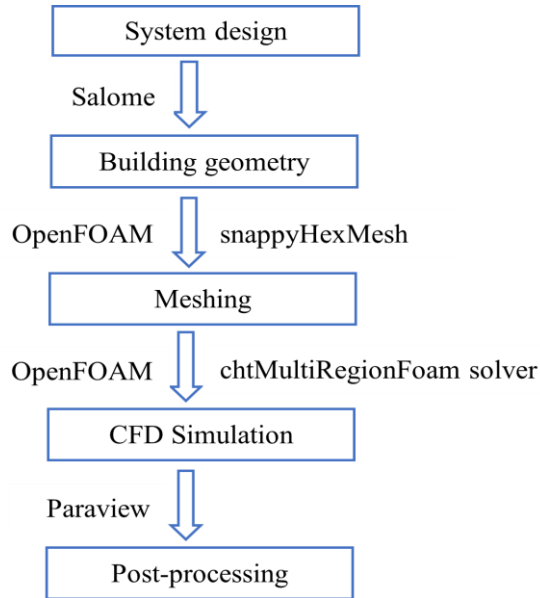 System design
Salome
Building geometry
OpenFOAM snappyHexMesh
Meshing
OpenFOAM chtMultiRegionFoam solver
CFD Simulation
Paraview
Post-processing